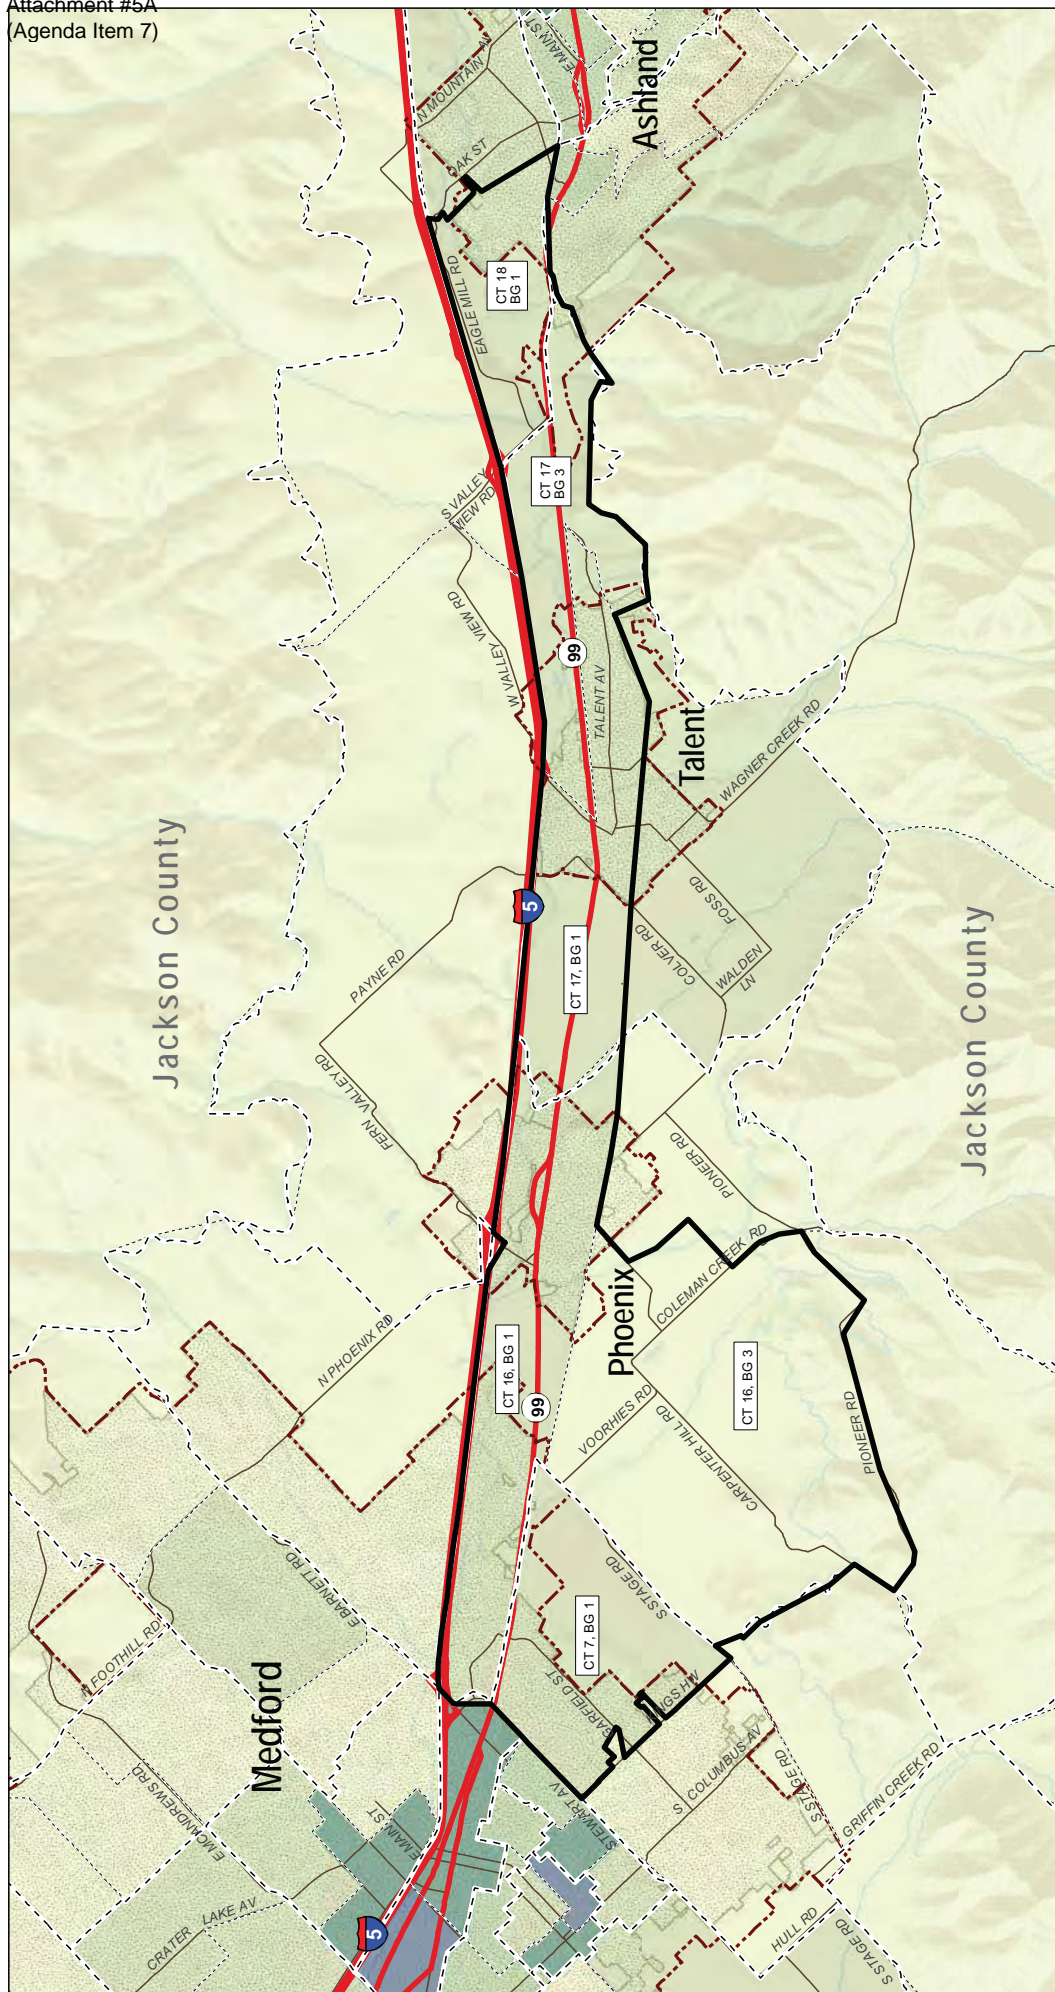 Attachment #5A
(Agenda Item 7)
N MOUNTAIN AV
E MAIN ST
OAK ST
Ashland
EAGLE MILL RD
CT 18
BG 1
S VALLEY
VIEW RD
CT 17
BG 3
W VALLEY VIEW RD
99
TALENT AV
Talent
WAGNER CREEK RD
Jackson County
5
PAYNE RD
FOSS RD
COLVER RD
WALDEN
LN
CT 17, BG 1
Jackson County
FERN VALLEY RD
PIONEER RD
COLEMAN CREEK RD
Phoenix
N PHOENIX RD
CT 16, BG 1
99
CT 16, BG 3
VOORHIES RD
CARPENTER HILL RD
PIONEER RD
E BARNETT RD
S STAGE RD
CT 7, BG 1
N FOOTHILL RD
GARFIELD ST
KINGS HW
Medford
S COLUMBUS AV
S STAGE RD
GRIFFIN CREEK RD
E MCANDREWS RD
E MAIN
ST
STEWART AV
CRATER LAKE AV
5
HULL RD
S STAGE RD